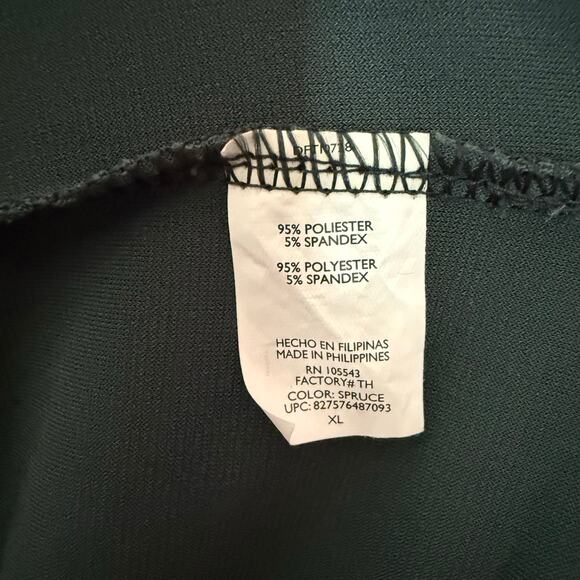 95% POLIESTER
5% SPANDEX
95% POLYESTER
5% SPANDEX
HECHO EN FILIPINAS
MADE IN PHILIPPINES
RN 105543
FACTORY# TH
COLOR: SPRUCE
UPC: 827576487093
XL